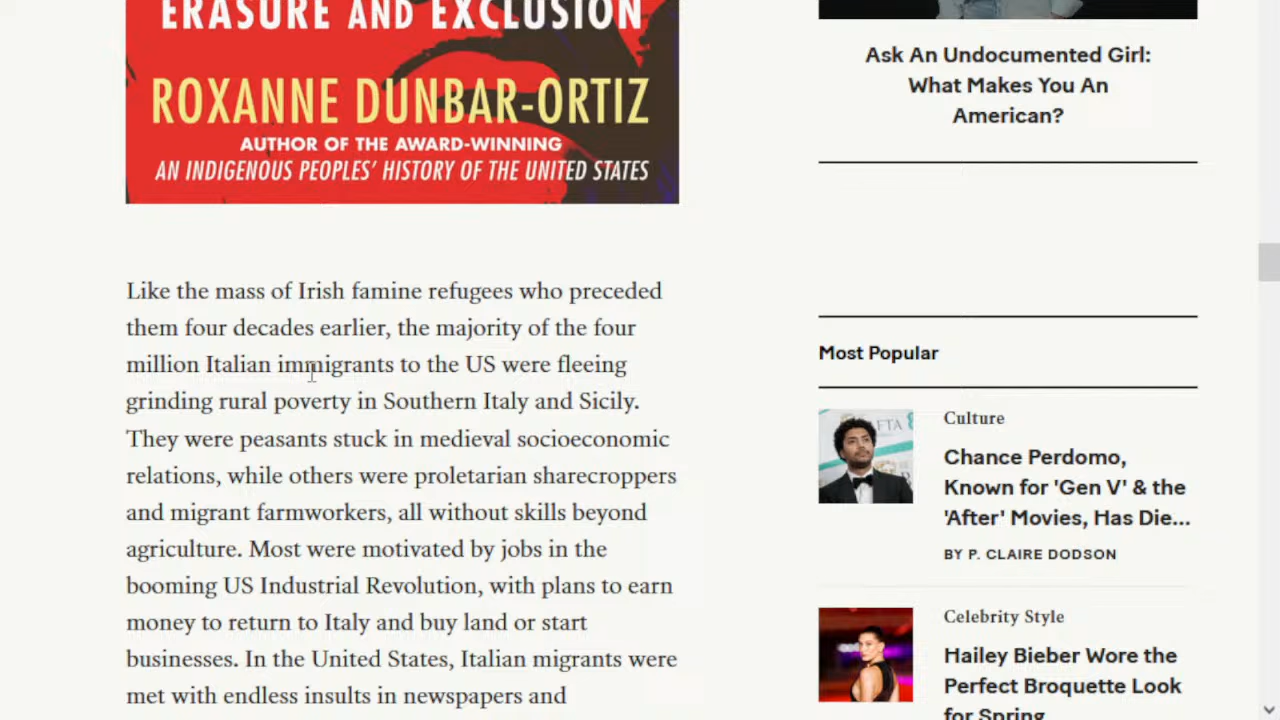 ERASURE AND EXCLUSION
ROXANNE DUNBAR-ORTIZ
AUTHOR OF THE AWARD-WINNING
AN INDIGENOUS PEOPLES' HISTORY OF THE UNITED STATES
Like the mass of Irish famine refugees who preceded
them four decades earlier, the majority of the four
million Italian immigrants to the US were fleeing
grinding rural poverty in Southern Italy and Sicily.
They were peasants stuck in medieval socioeconomic
relations, while others were proletarian sharecroppers
and migrant farmworkers, all without skills beyond
agriculture. Most were motivated by jobs in the
booming US Industrial Revolution, with plans to earn
money to return to Italy and buy land or start
businesses. In the United States, Italian migrants were
met with endless insults in newspapers and
Ask An Undocumented Girl:
What Makes You An
American?
Most Popular
Culture
Chance Perdomo,
Known for 'Gen V' & the
'After' Movies, Has Die...
BY P. CLAIRE DODSON
Celebrity Style
Hailey Bieber Wore the
Perfect Broquette Look
for Spring